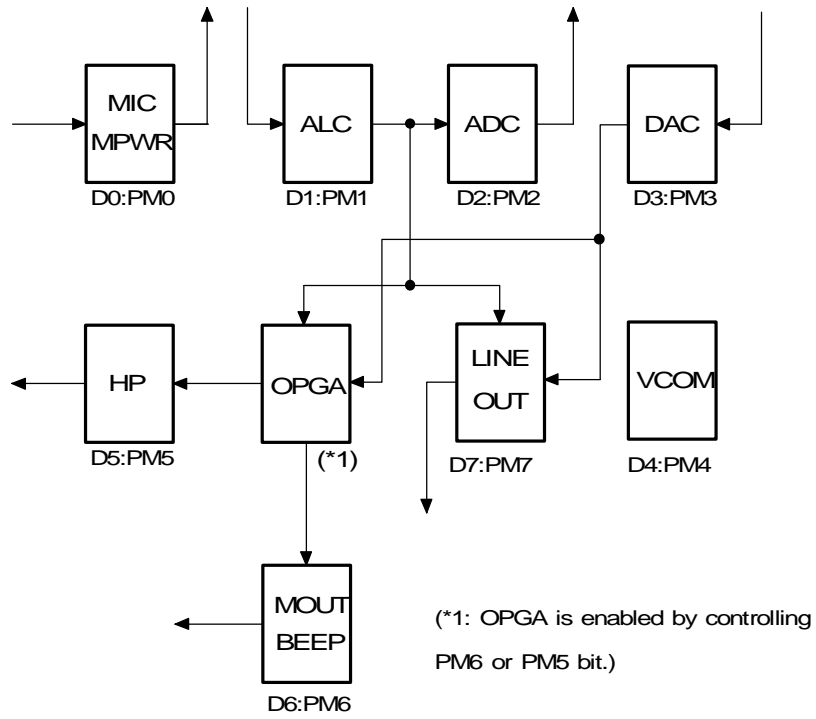 MIC
MPWR
ALC
ADC
DAC
D0:PM0
D1:PM1
D2:PM2
D3:PM3
HP
OPGA
LINE
OUT
VCOM
D5:PM5
(*1)
D7:PM7
D4:PM4
MOUT
BEEP
D6:PM6
(*1: OPGA is enabled by controlling
PM6 or PM5 bit.)